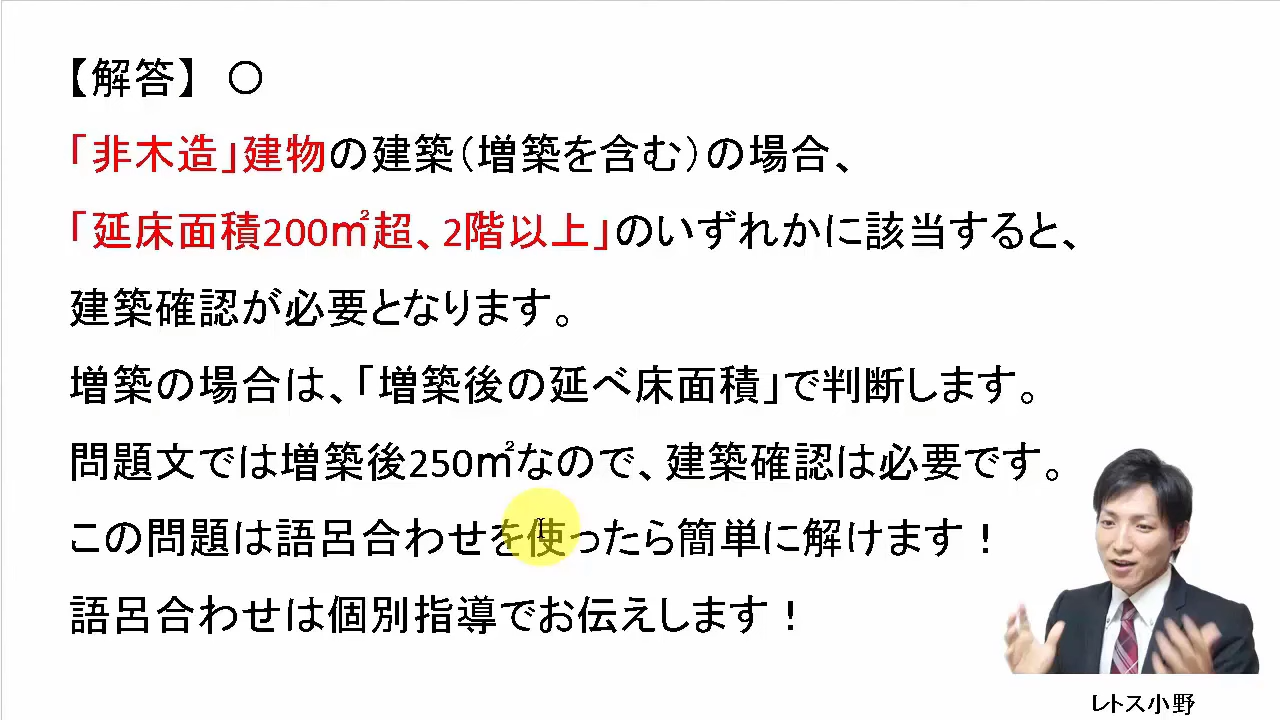 【解答】 ○
「非木造」建物の建築（増築を含む）の場合、
「延床面積200㎡超、2階以上」のいずれかに該当すると、
建築確認が必要となります。
増築の場合は、「増築後の延べ床面積」で判断します。
問題文では増築後250㎡なので、建築確認は必要です。
この問題は語呂合わせを使ったら簡単に解けます！
語呂合わせは個別指導でお伝えします！
レトス小野